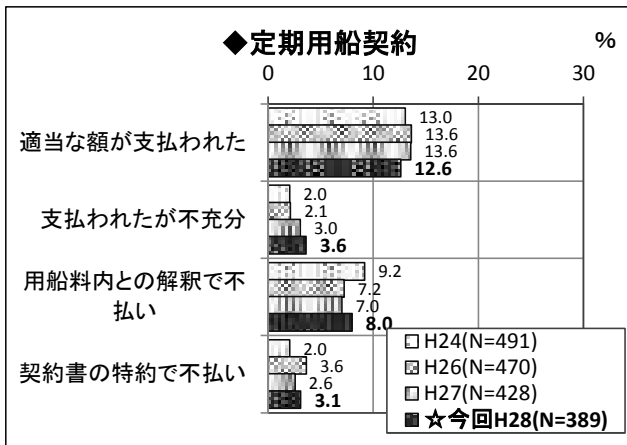 ◆定期用船契約
%
0 10 20 30
適当な額が支払われた
13.0
13.6
13.6
12.6
支払われたが不充分
2.0
2.1
3.0
3.6
用船料内との解釈で不
払い
9.2
7.2
7.0
8.0
契約書の特約で不払い
2.0
3.6
2.6
3.1
H24(N=491)
H26(N=470)
H27(N=428)
☆今回H28(N=389)